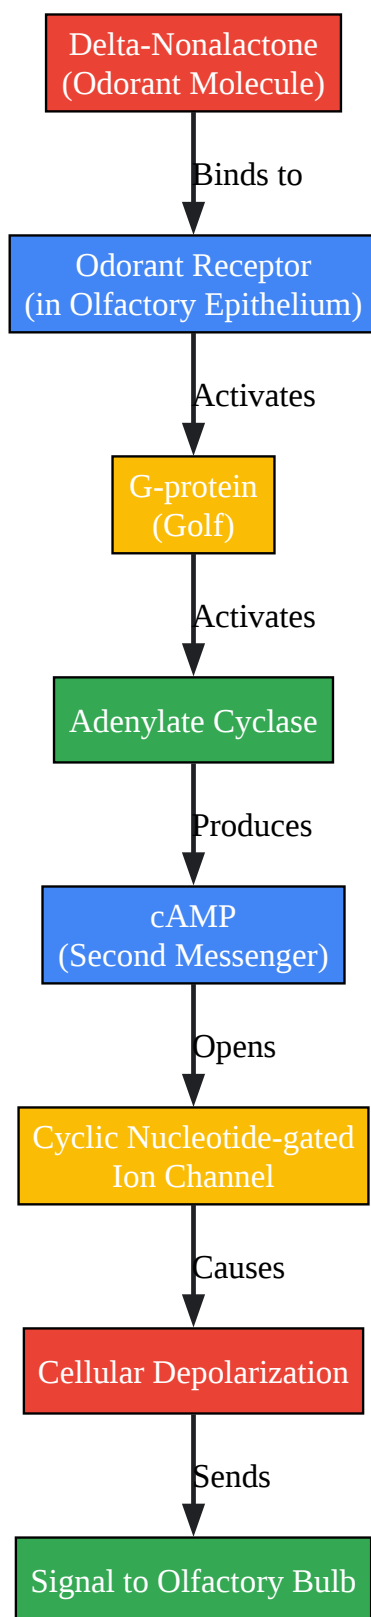 Delta-Nonalactone
(Odorant Molecule)
Binds to
Odorant Receptor
(in Olfactory Epithelium)
Activates
G-protein
(Golf)
Activates
Adenylate Cyclase
Produces
cAMP
(Second Messenger)
Opens
Cyclic Nucleotide-gated
Ion Channel
Causes
Cellular Depolarization
Sends
Signal to Olfactory Bulb